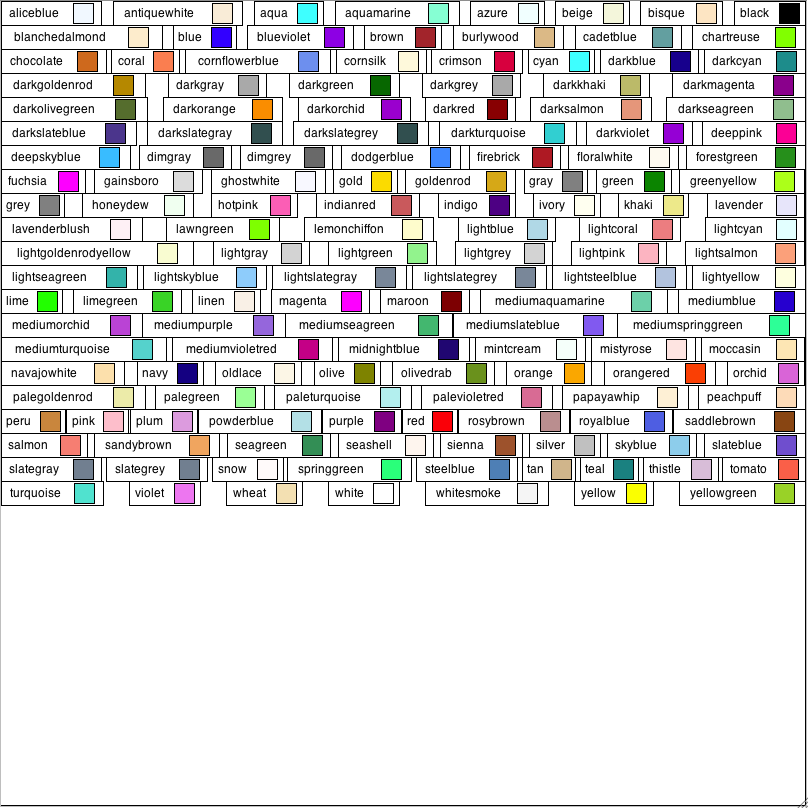 aliceblue antiquewhite aqua aquamarine azure beige bisque black
blanchedalmond blue blueviolet brown burlywood cadetblue chartreuse
chocolate coral cornflowerblue cornsilk crimson cyan darkblue darkcyan
darkgoldenrod darkgray darkgreen darkgrey darkkhaki darkmagenta
darkolivegreen darkorange darkorchid darkred darksalmon darkseagreen
darkslateblue darkslategray darkslategrey darkturquoise darkviolet deeppink
deepskyblue dimgray dimgrey dodgerblue firebrick floralwhite forestgreen
fuchsia gainsboro ghostwhite gold goldenrod gray green greenyellow
grey honeydew hotpink indianred indigo ivory khaki lavender
lavenderblush lawngreen lemonchiffon lightblue lightcoral lightcyan
lightgoldenrodyellow lightgray lightgreen lightgrey lightpink lightsalmon
lightseagreen lightskyblue lightslategray lightslategrey lightsteelblue lightyellow
lime limegreen linen magenta maroon mediumaquamarine mediumblue
mediumorchid mediumpurple mediumseagreen mediumslateblue mediumspringgreen
mediumturquoise mediumvioletred midnightblue mintcream mistyrose moccasin
navajowhite navy oldlace olive olivedrab orange orangered orchid
palegoldenrod palegreen paleturquoise palevioletred papayawhip peachpuff
peru pink plum powderblue purple red rosybrown royalblue saddlebrown
salmon sandybrown seagreen seashell sienna silver skyblue slateblue
slategray slategrey snow springgreen steelblue tan teal thistle tomato
turquoise violet wheat white whitesmoke yellow yellowgreen